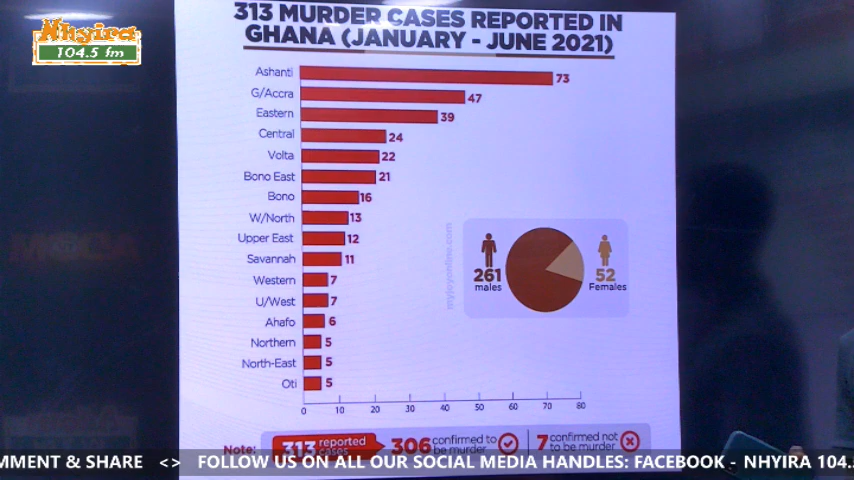 Nhyira
104.5 fm
313 MURDER CASES REPORTED IN
GHANA (JANUARY - JUNE 2021)
Ashanti 73
G/Accra 47
Eastern 39
Central 24
Volta 22
Bono East 21
Bono 16
W/North 13
Upper East 12
Savannah 11
Western 7
U/West 7
Ahafo 6
Northern 5
North-East 5
Oti 5
0 10 20 30 40 50 60 70 80
myjoyonline.com
261
males
52
Females
Note: 313 reported cases 306 confirmed to be murder 7 confirmed not to be murder
MMENT & SHARE <> FOLLOW US ON ALL OUR SOCIAL MEDIA HANDLES: FACEBOOK - NHYIRA 104.